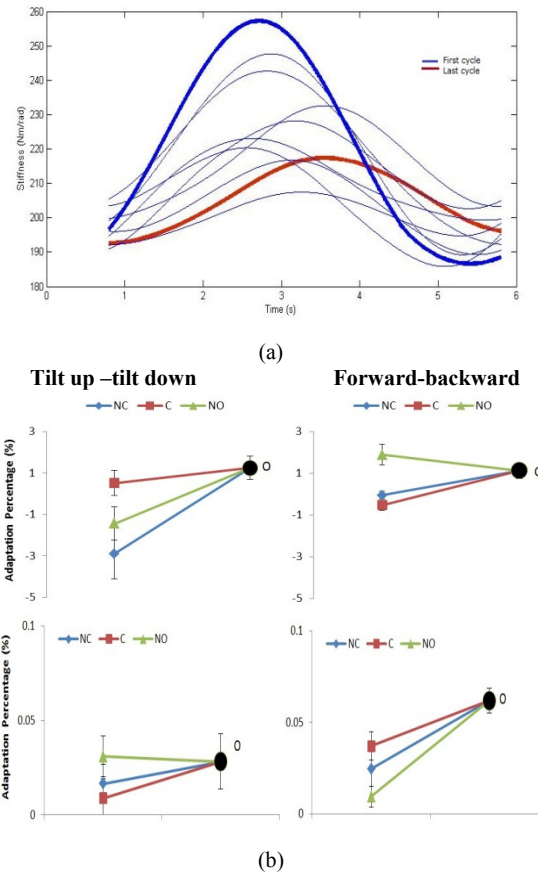 260
250
240
230
220
210
200
190
180
Stiffness (Nm/rad)
First cycle
Last cycle
1 2 3 4 5 6
Time (s)
(a)
Tilt up –tilt down Forward-backward
NC C NO NC C NO
Adaptation Percentage (%)
3
1
-1
-3
-5
O
3
1
-1
-3
-5
Adaptation Percentage (%)
0.1
0.05
0
NC C NO
O
0.1
0.05
0
NC C NO
O
(b)